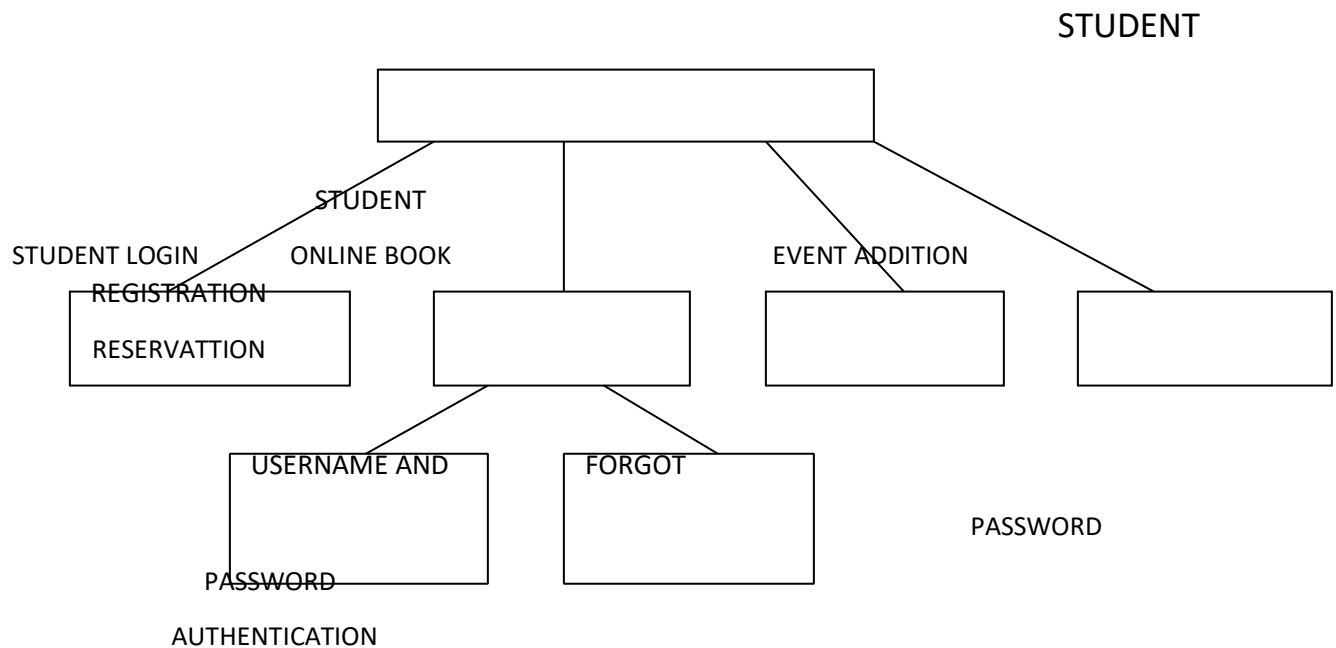 STUDENT
STUDENT
STUDENT LOGIN ONLINE BOOK EVENT ADDITION
REGISTRATION
RESERVATTION
USERNAME AND FORGOT
PASSWORD
PASSWORD
AUTHENTICATION